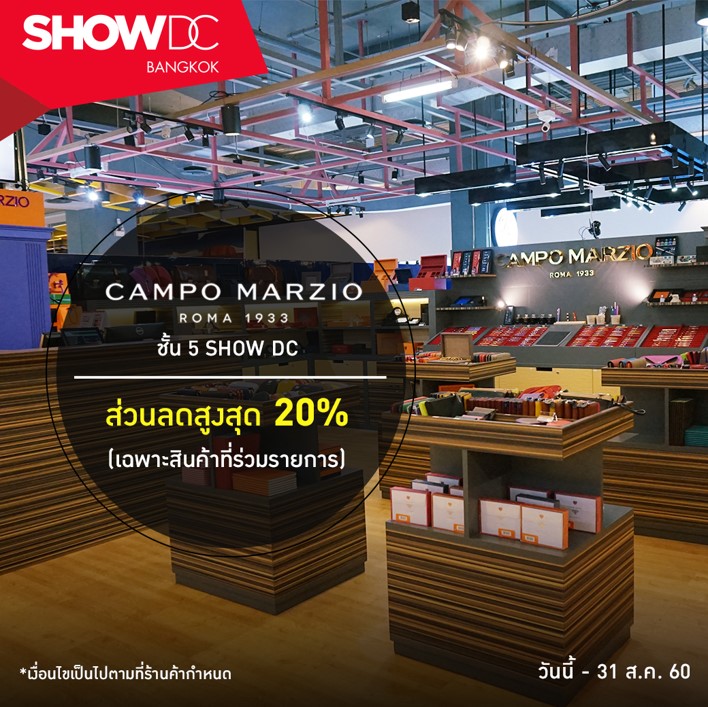 SHOWDC
BANGKOK
RZIO
CAMPO MARZIO
ROMA 1933
CAMPO MARZIO
ROMA 1933
ชั้น 5 SHOW DC
ส่วนลดสูงสุด 20%
(เฉพาะสินค้าที่ร่วมรายการ)
*เงื่อนไขเป็นไปตามที่ร้านค้ากำหนด
วันนี้ - 31 ส.ค. 60